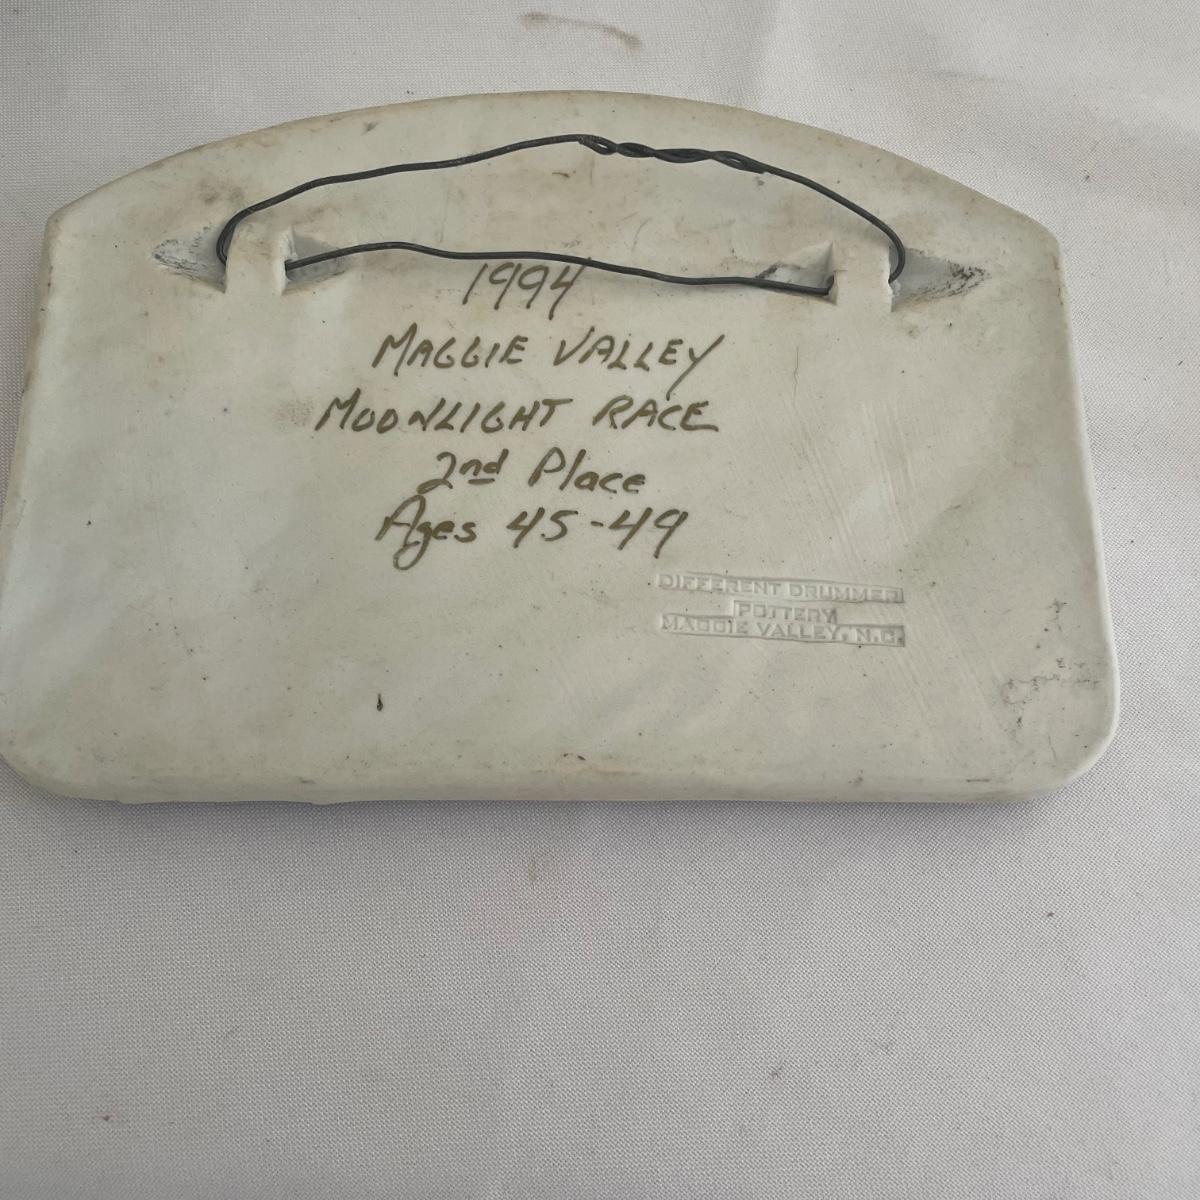 1994
MAGGIE VALLEY
MOONLIGHT RACE
2nd Place
Ages 45-49
DIFFERENT DRUMMER
POTTERY
MAGGIE VALLEY, N.C.